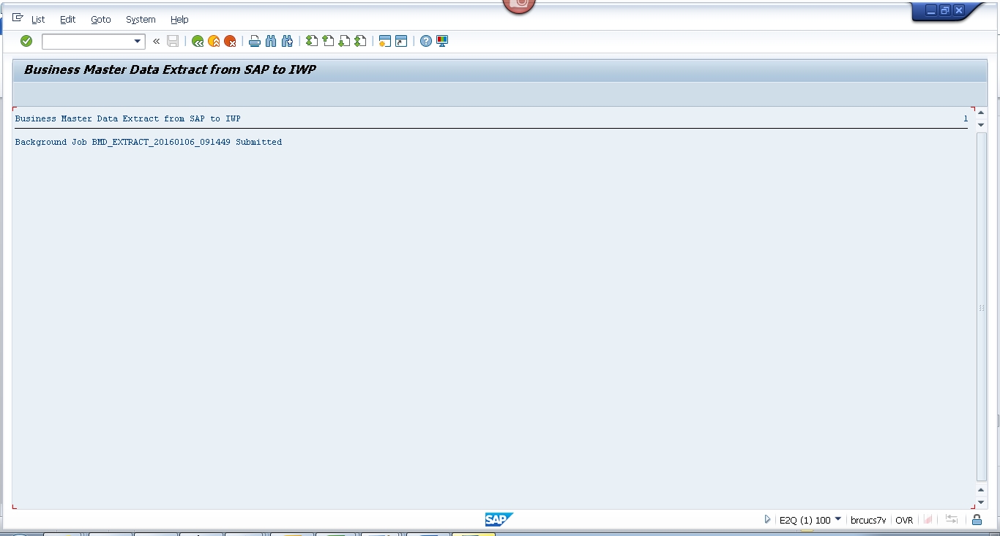 List Edit Goto System Help
Business Master Data Extract from SAP to IWP
Business Master Data Extract from SAP to IWP 1
Background Job BMD_EXTRACT_20160106_091449 Submitted
SAP E2Q (1) 100 brcucs7v OVR